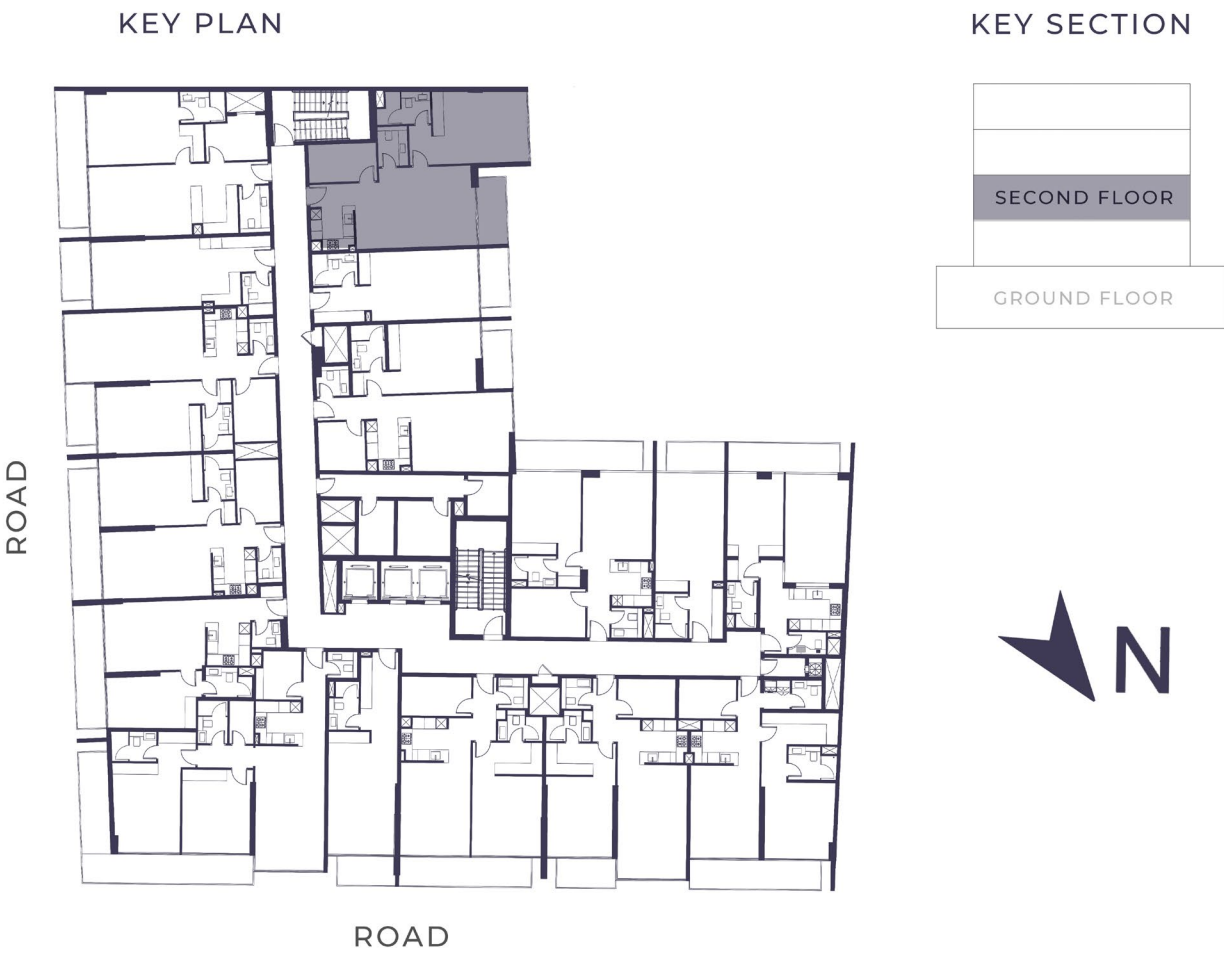 KEY PLAN
KEY SECTION
SECOND FLOOR
GROUND FLOOR
ROAD
N
ROAD